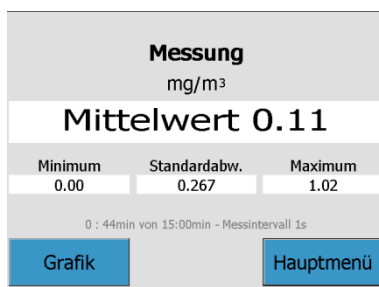 Messung
mg/m³
Mittelwert 0.11
Minimum Standardabw. Maximum
0.00 0.267 1.02
0 : 44min von 15:00min - Messintervall 1s
Grafik Hauptmenü